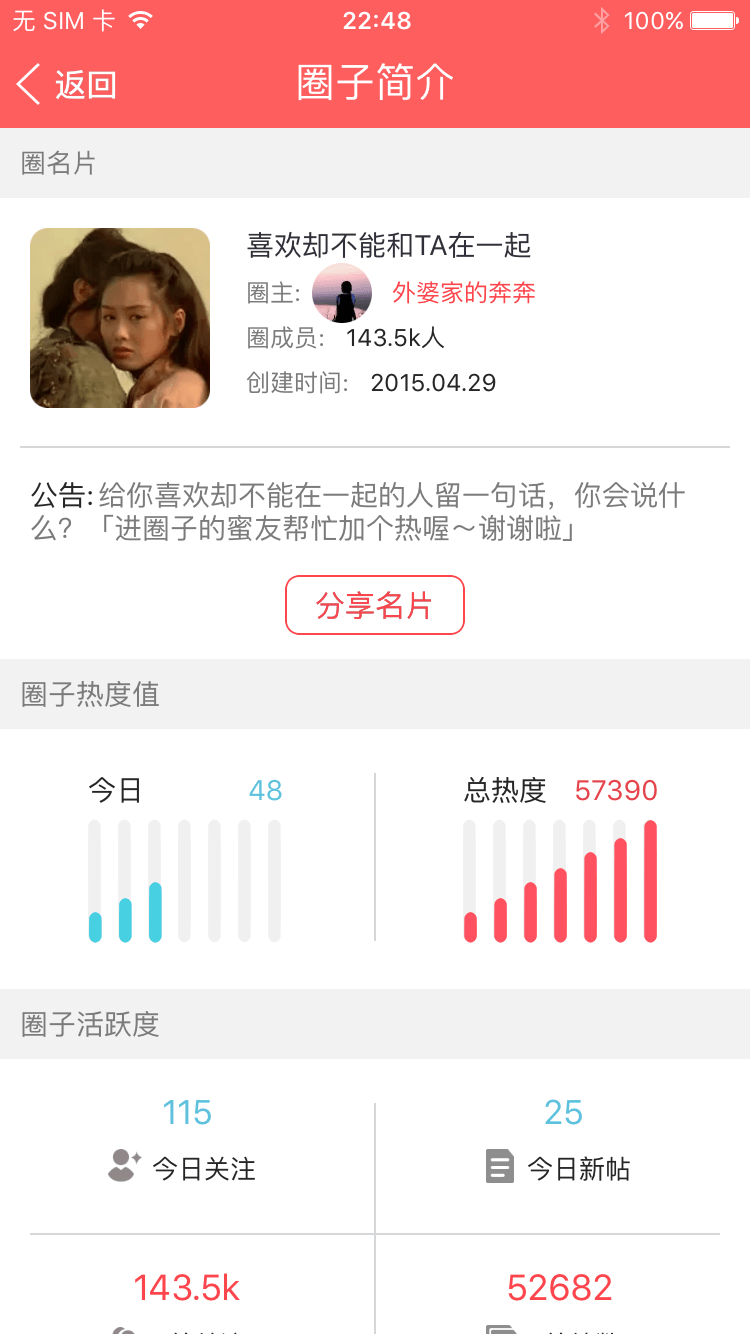 无 SIM 卡
22:48
100%
返回
圈子简介
圈名片
喜欢却不能和TA在一起
圈主: 外婆家的奔奔
圈成员: 143.5k人
创建时间: 2015.04.29
公告: 给你喜欢却不能在一起的人留一句话，你会说什
么？「进圈子的蜜友帮忙加个热喔～谢谢啦」
分享名片
圈子热度值
今日 48
总热度 57390
圈子活跃度
115
25
今日关注
今日新帖
143.5k
52682